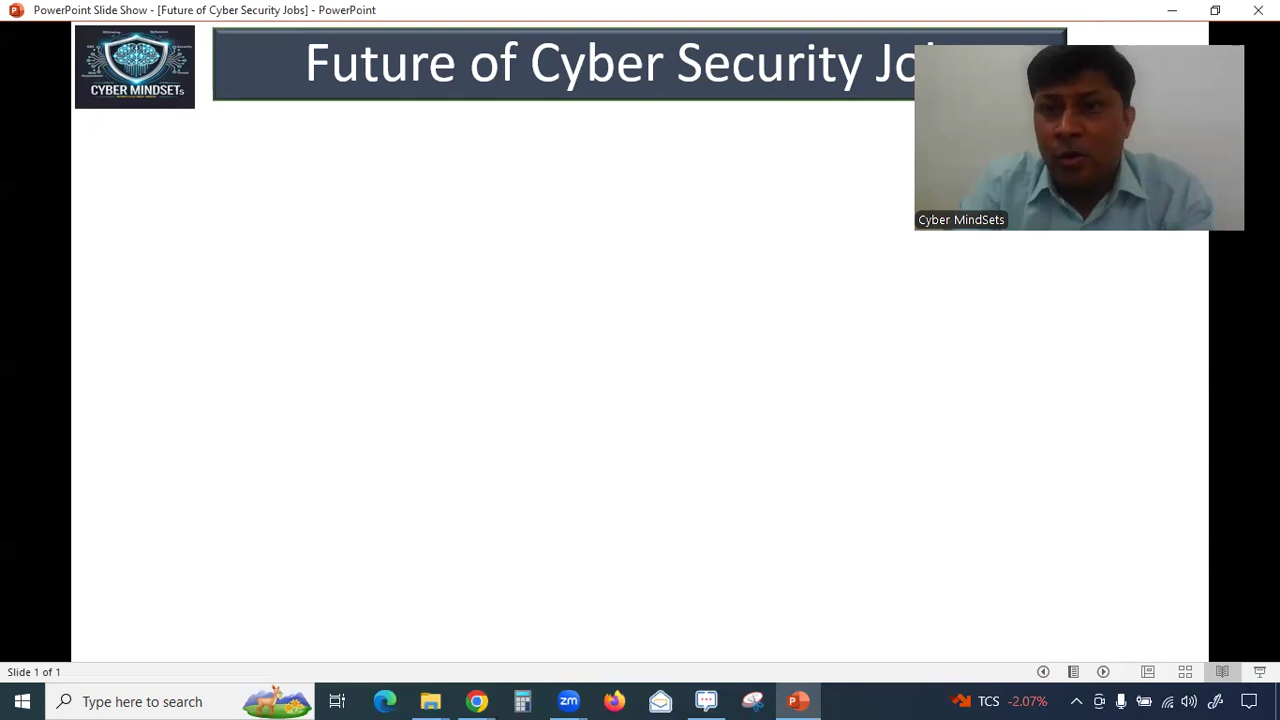 PowerPoint Slide Show - [Future of Cyber Security Jobs] - PowerPoint
CYBER MINDSETs
Future of Cyber Security Jo
Cyber MindSets
Slide 1 of 1
Type here to search
TCS -2.07%